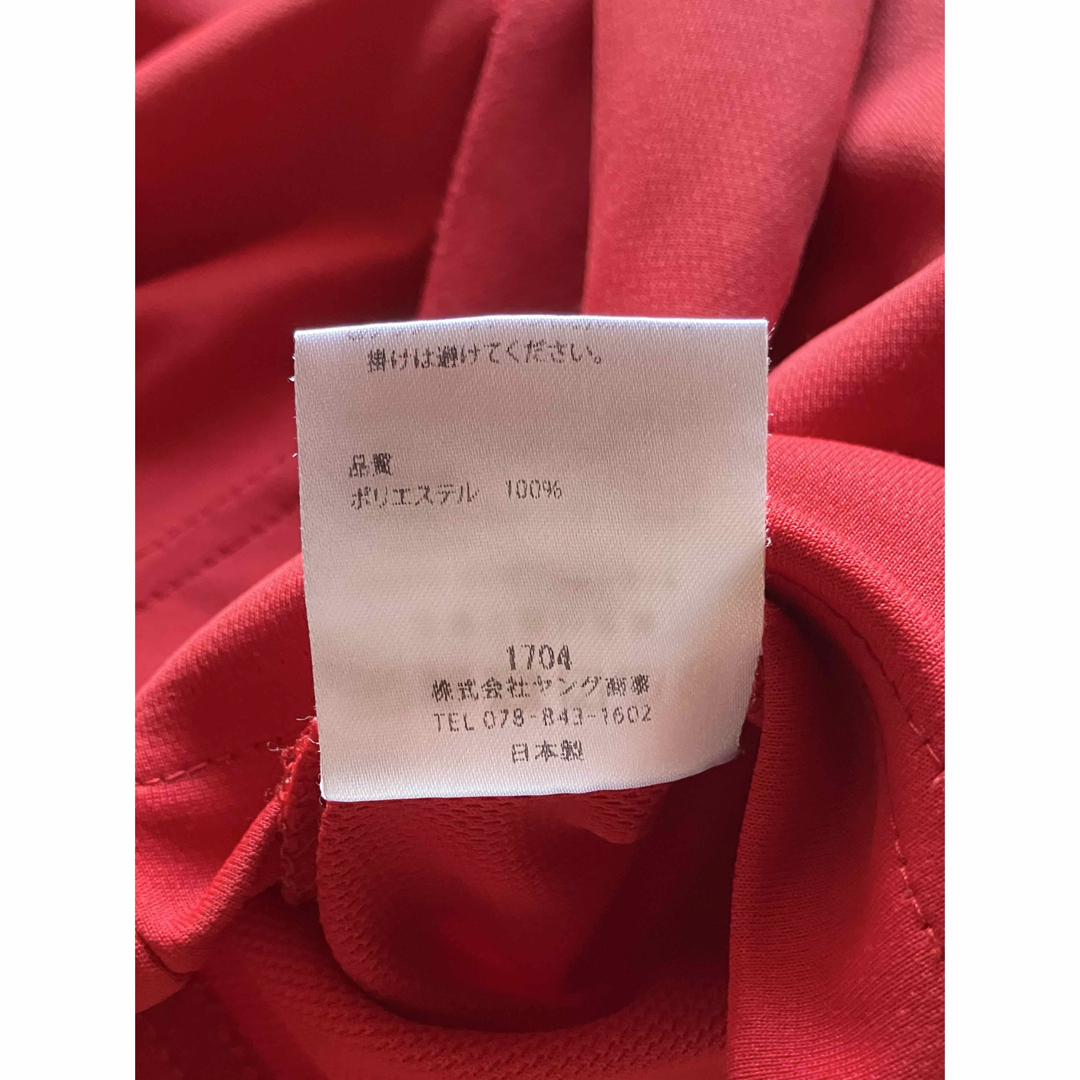 掛けは避けてください。
品質
ポリエステル 100%
1704
株式会社ヤング商事
TEL 078-843-1602
日本製